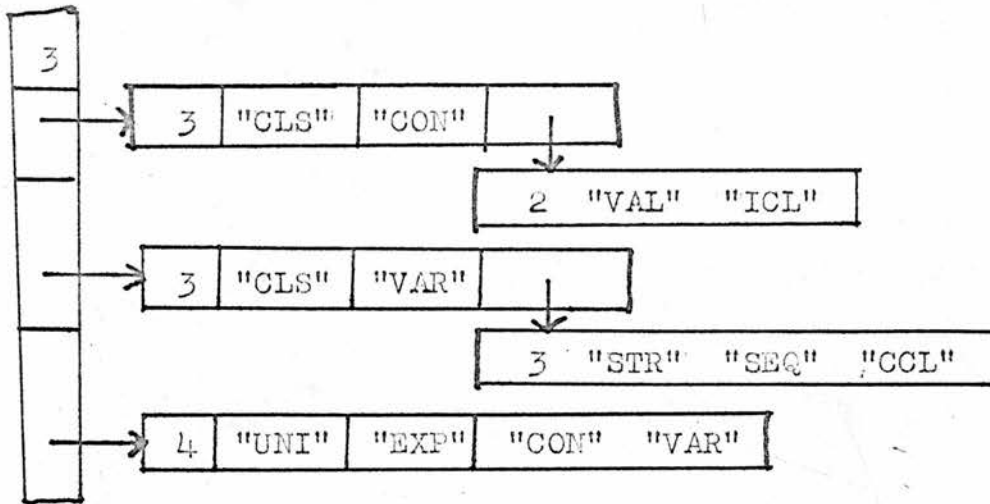 3
3 "CLS" "CON"
2 "VAL" "ICL"
3 "CLS" "VAR"
3 "STR" "SEQ" "CCL"
4 "UNI" "EXP" "CON" "VAR"